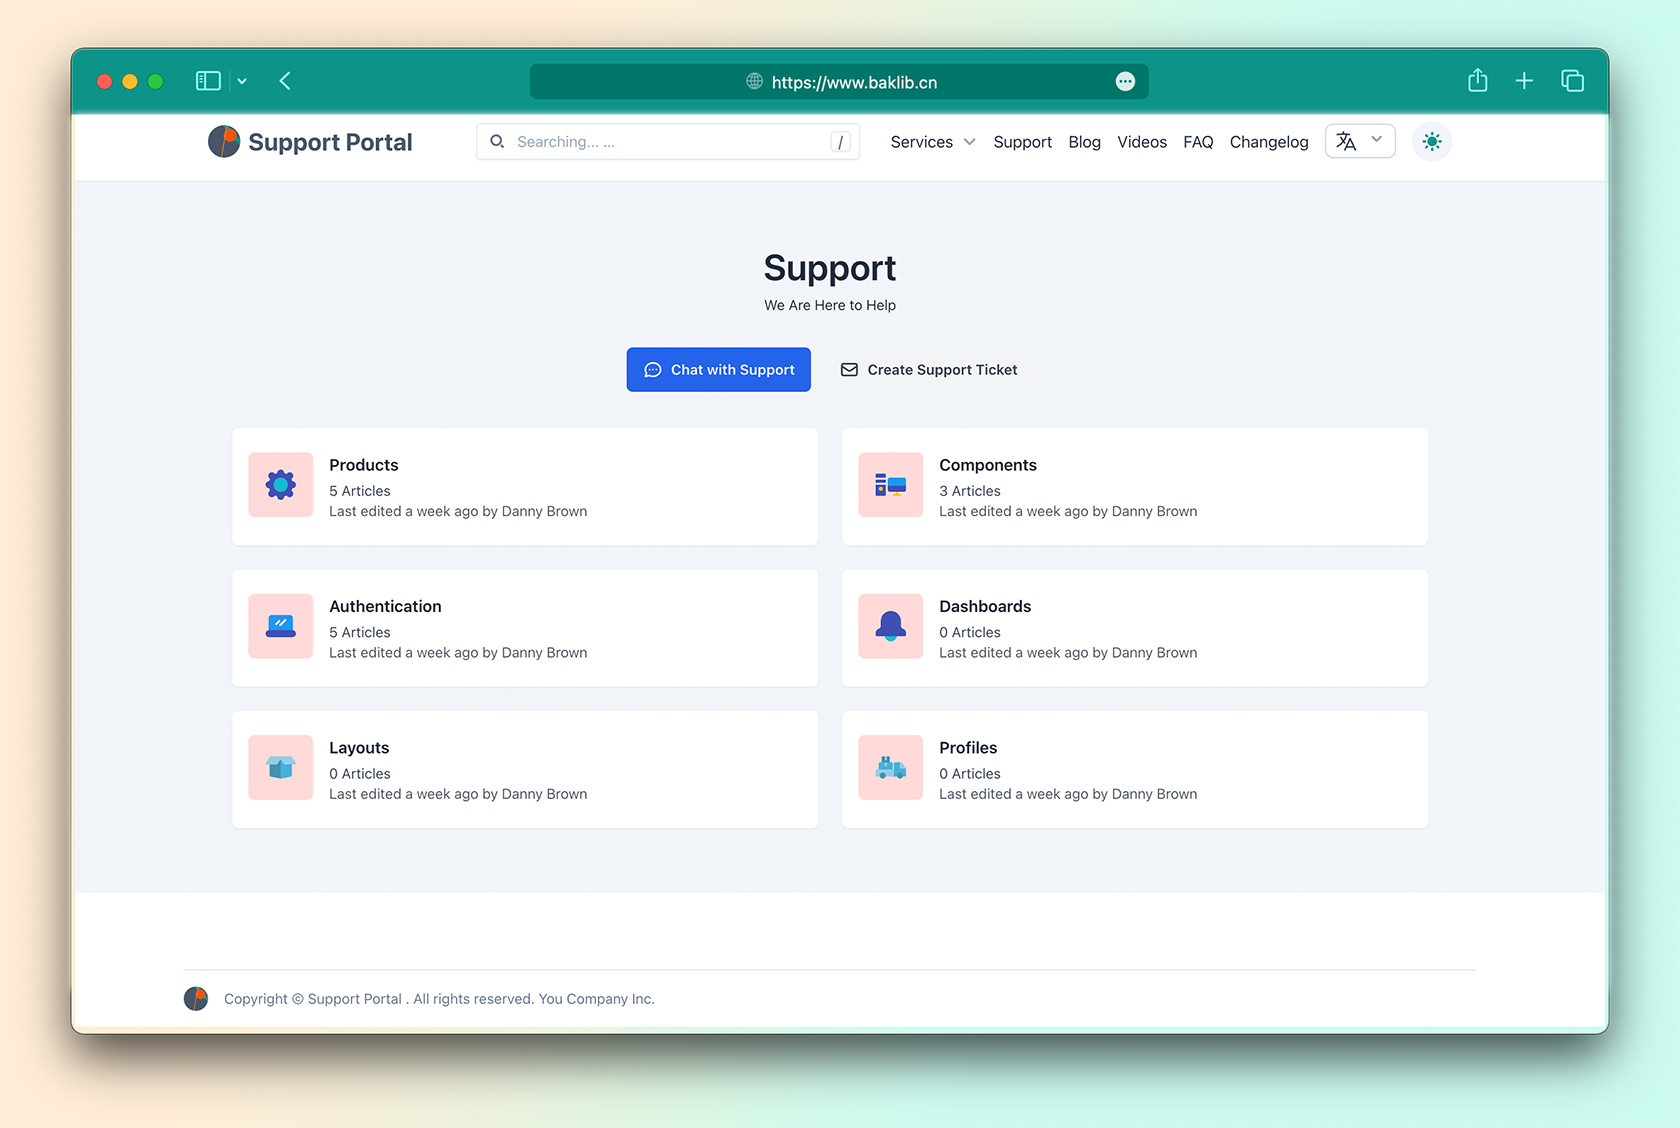 https://www.baklib.cn
Support Portal
Searching... ...
/
Services
Support
Blog
Videos
FAQ
Changelog
Support
We Are Here to Help
Chat with Support
Create Support Ticket
Products
5 Articles
Last edited a week ago by Danny Brown
Components
3 Articles
Last edited a week ago by Danny Brown
Authentication
5 Articles
Last edited a week ago by Danny Brown
Dashboards
0 Articles
Last edited a week ago by Danny Brown
Layouts
0 Articles
Last edited a week ago by Danny Brown
Profiles
0 Articles
Last edited a week ago by Danny Brown
Copyright © Support Portal . All rights reserved. You Company Inc.